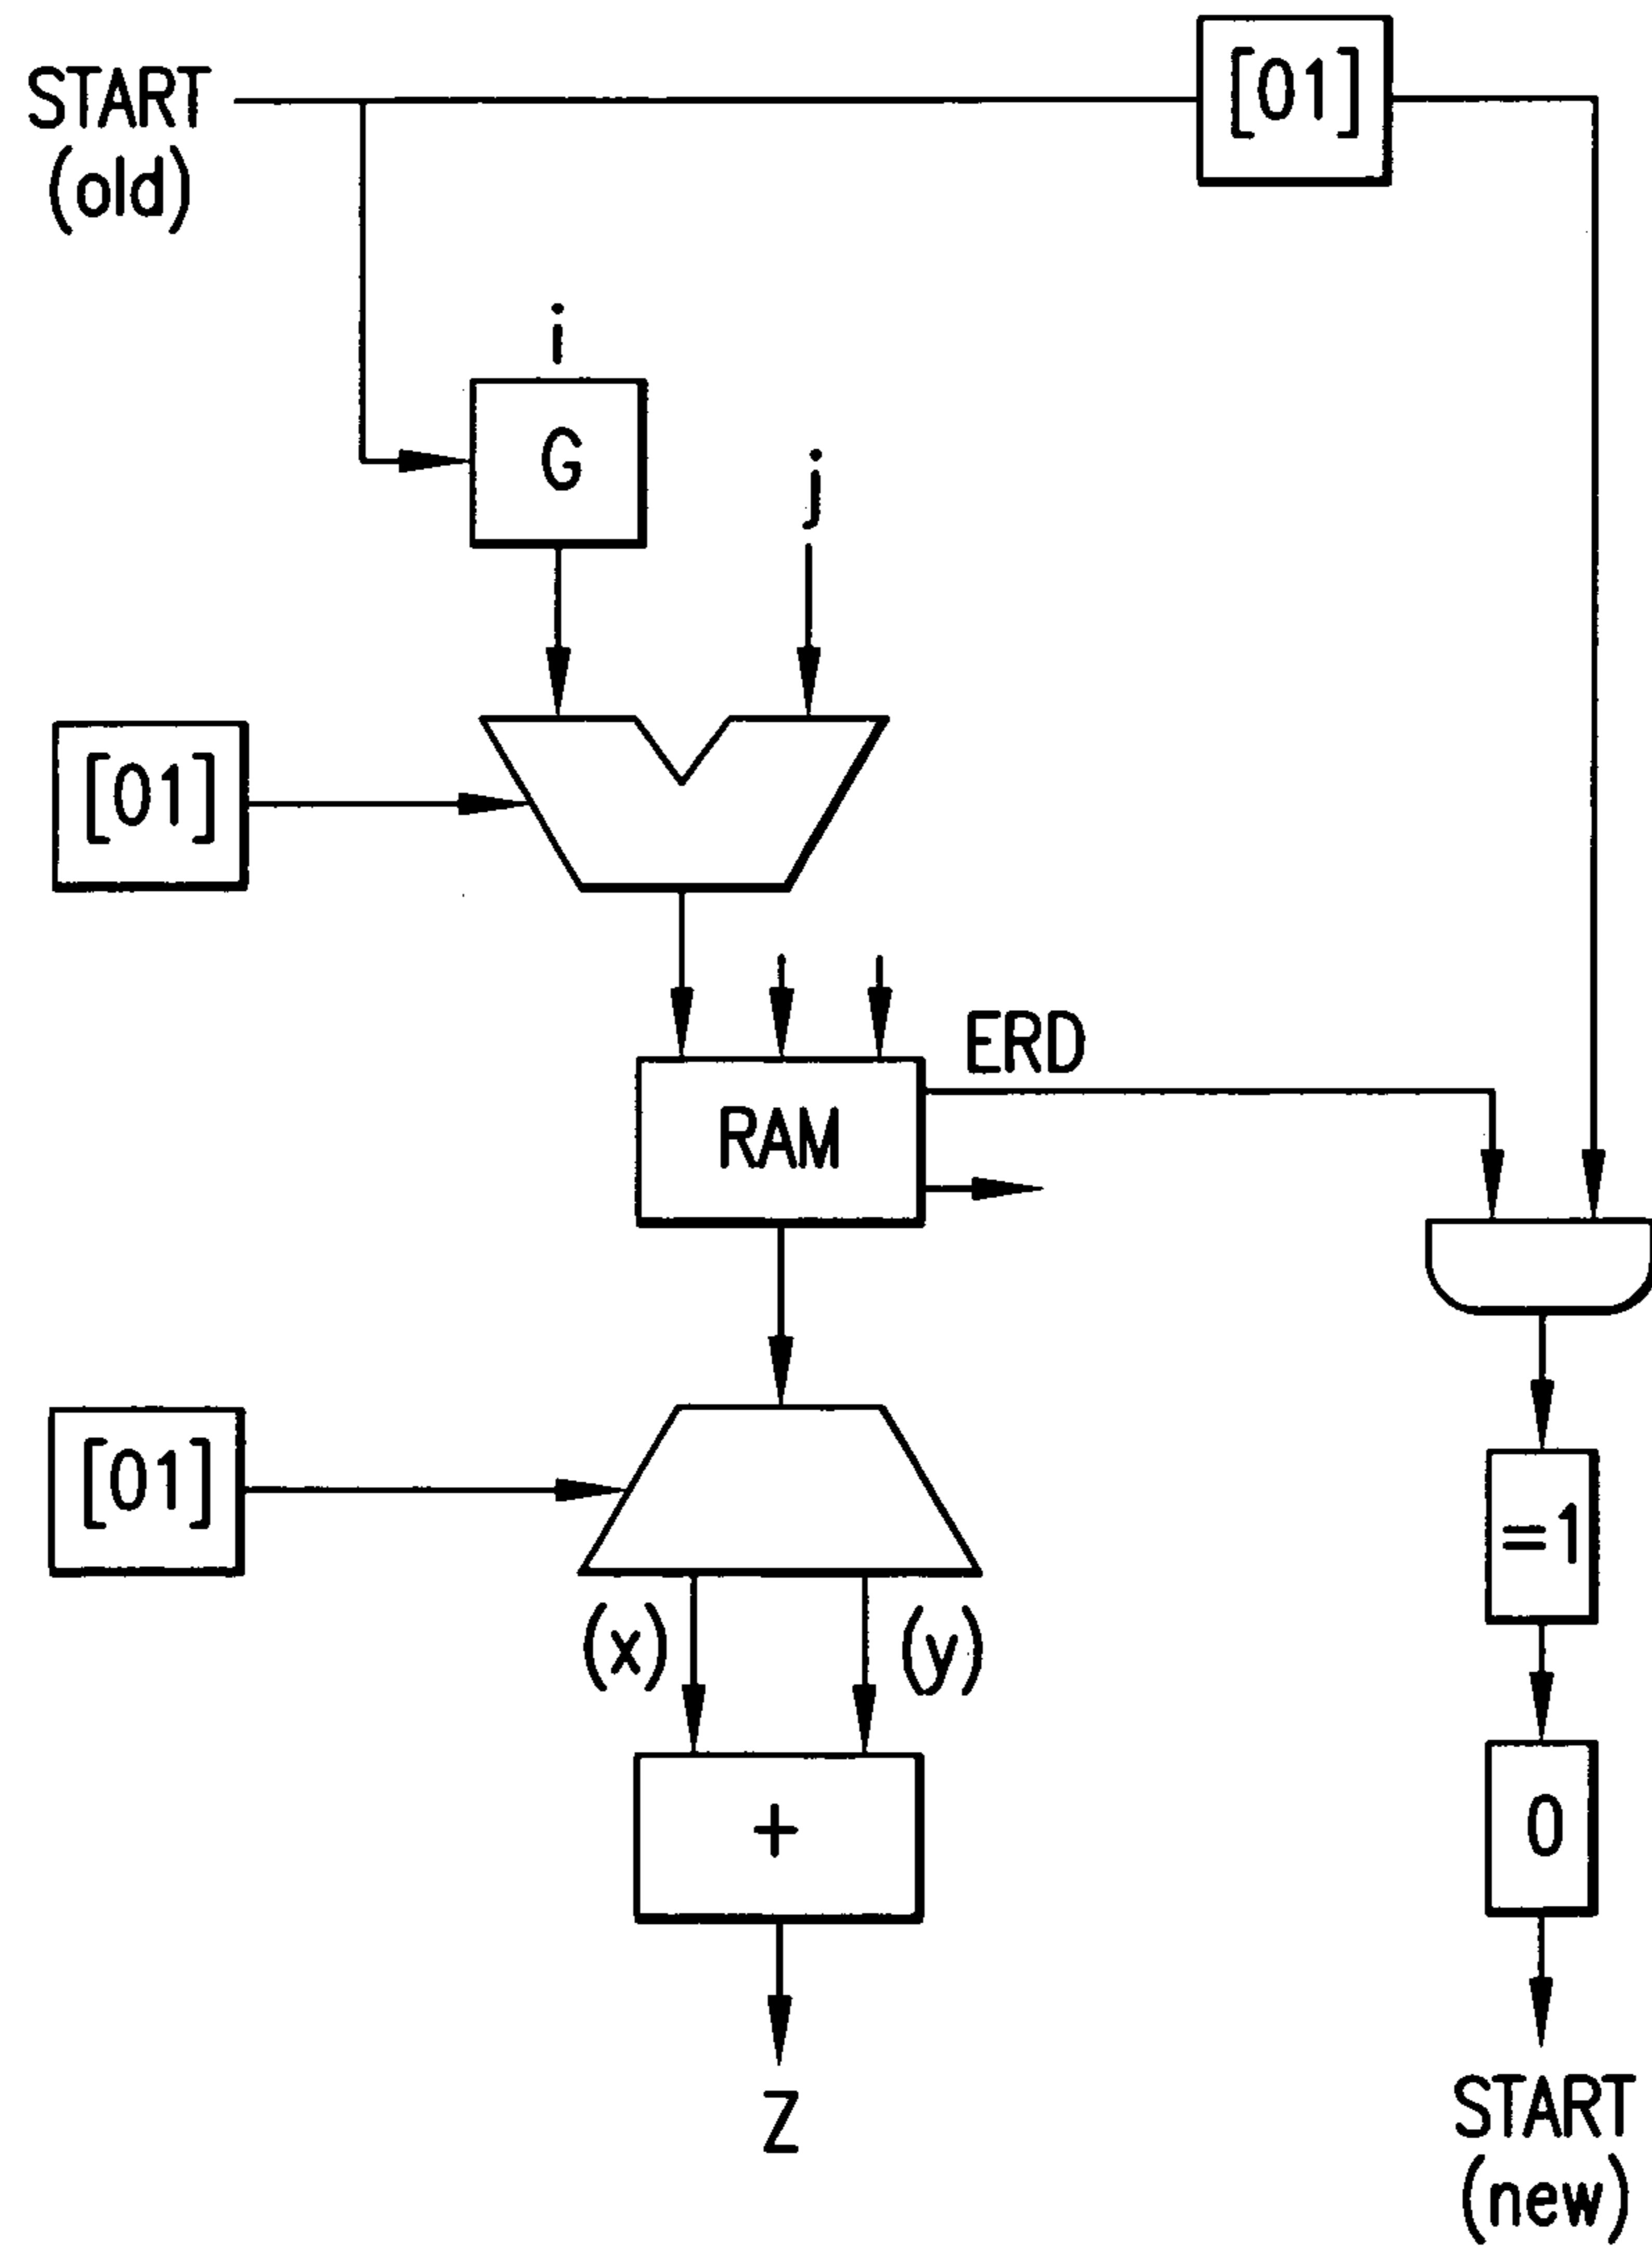 START
(old)
[01]
i
G
j
[01]
ERD
RAM
[01]
(x)
(y)
=1
+
0
Z
START
(new)